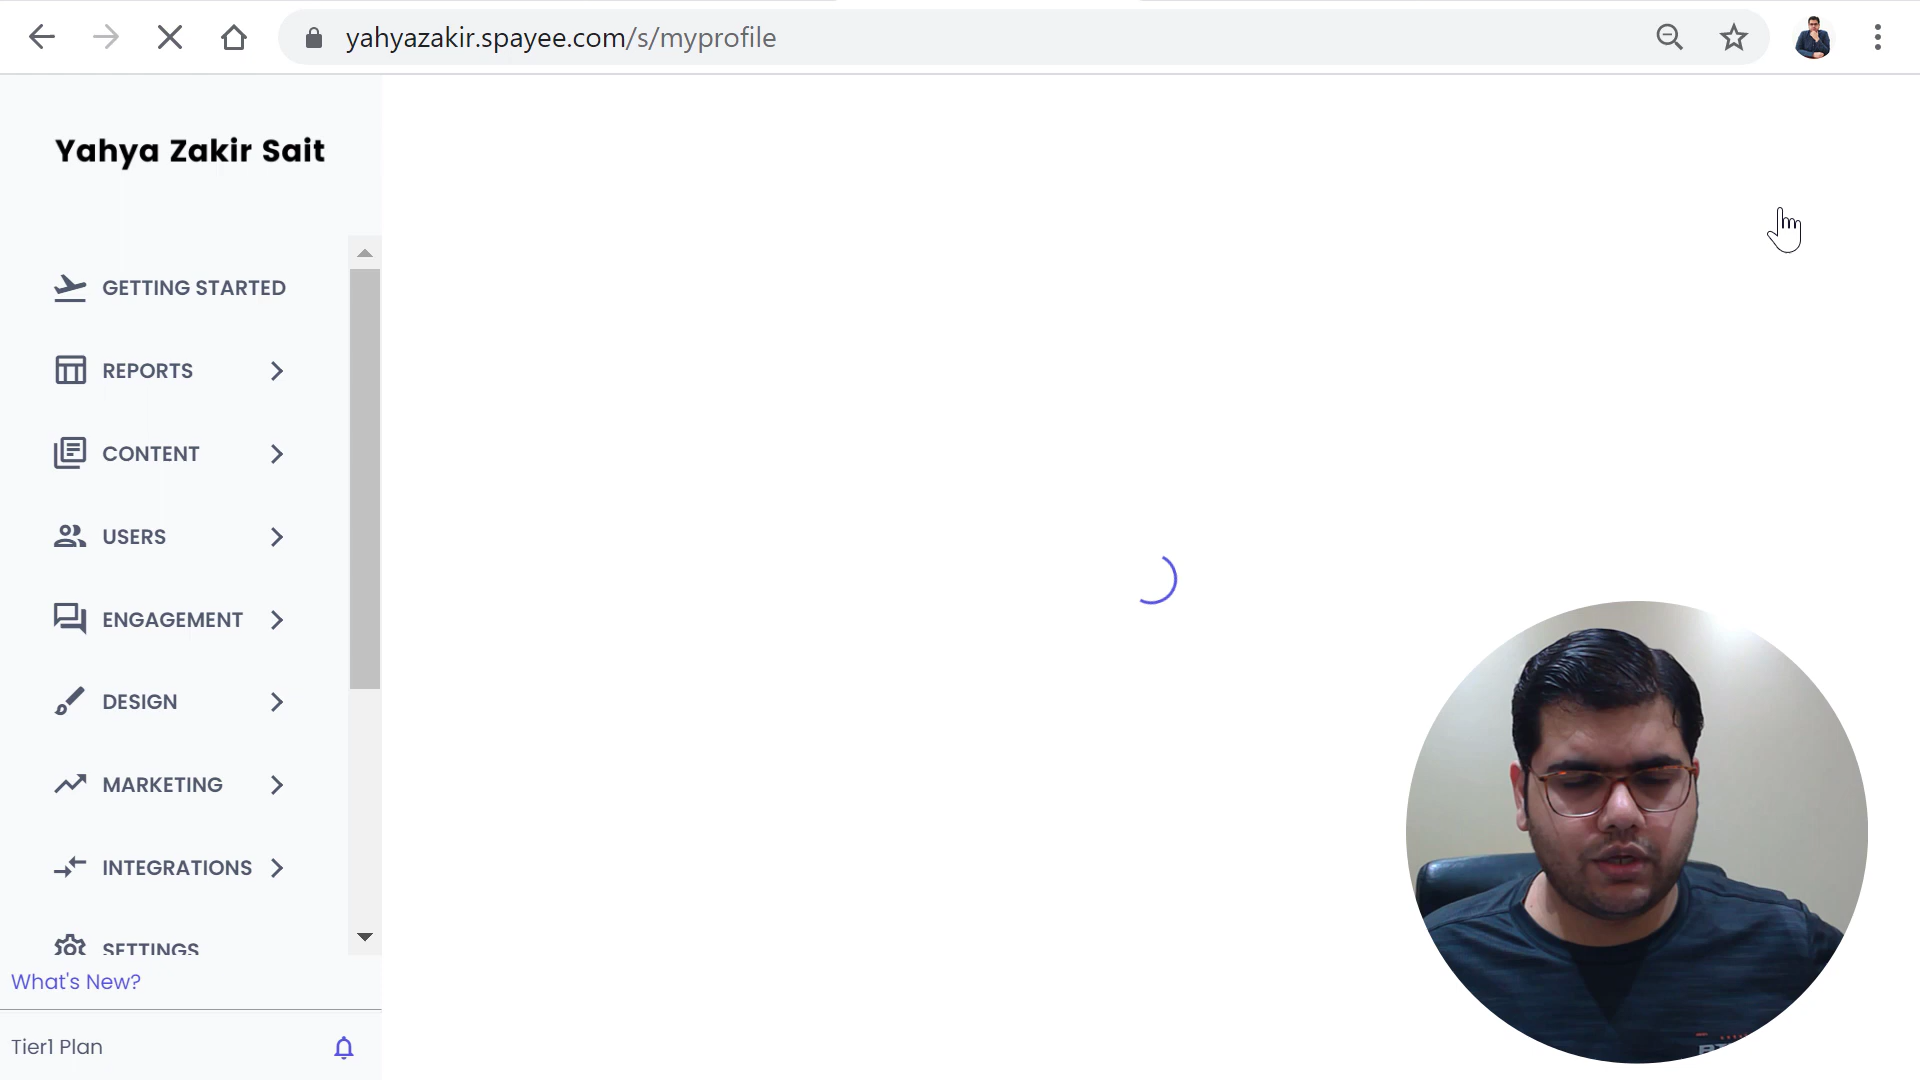 yahyazakir.spayee.com/s/myprofile
Yahya Zakir Sait
GETTING STARTED
REPORTS
CONTENT
USERS
ENGAGEMENT
DESIGN
MARKETING
INTEGRATIONS
SETTINGS
What's New?
Tier1 Plan